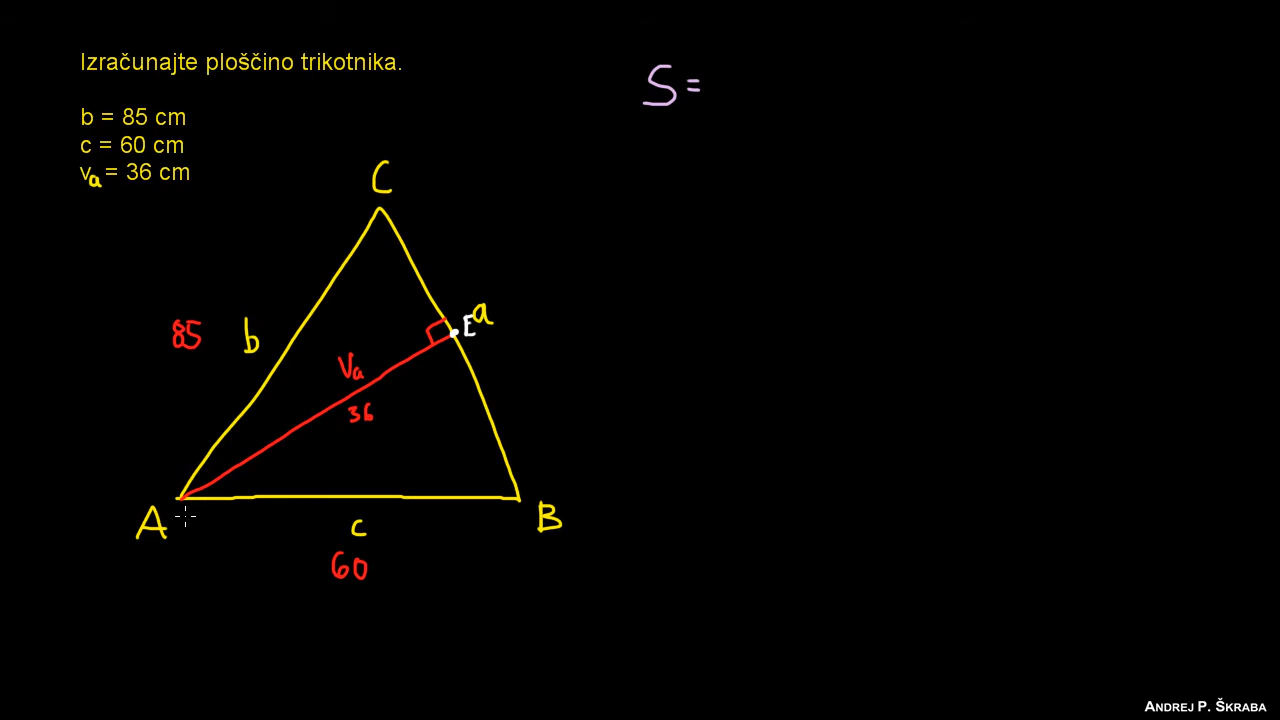 Izračunajte ploščino trikotnika.
S =
b = 85 cm
c = 60 cm
va = 36 cm
C
a
E
85 b
Va
36
A
B
c
60
ANDREJ P. ŠKRABA